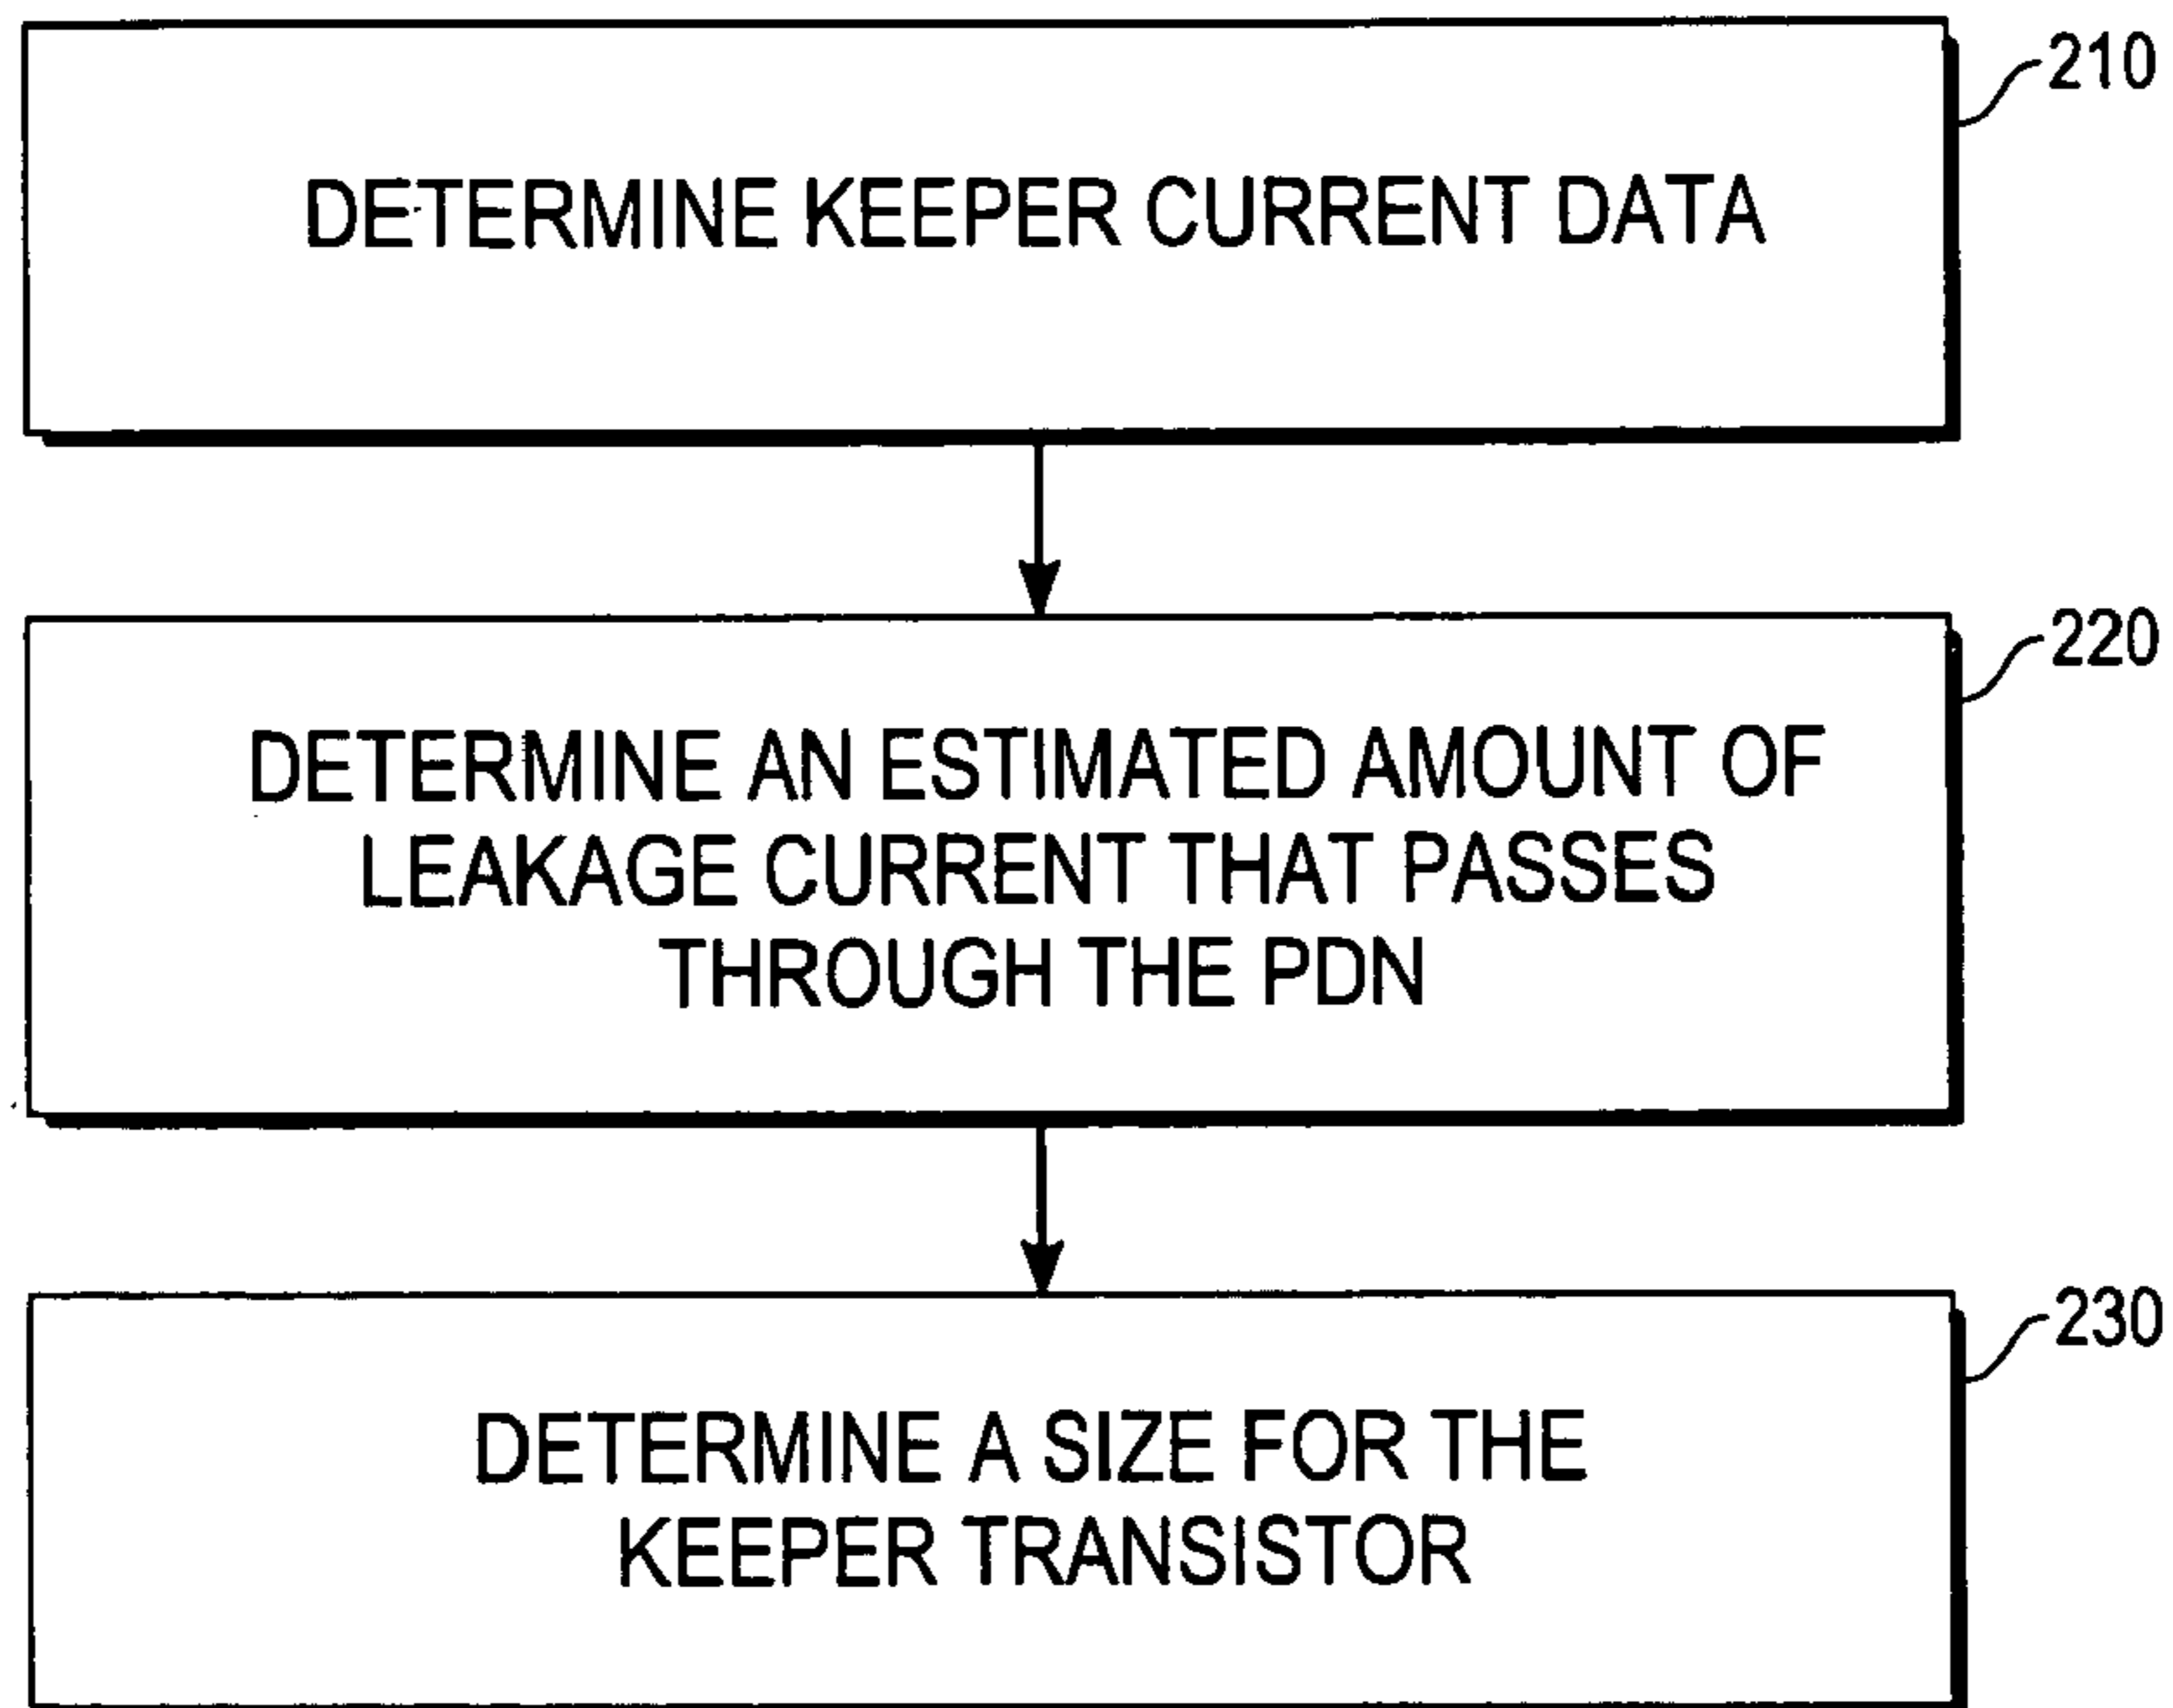 210
DETERMINE KEEPER CURRENT DATA
220
DETERMINE AN ESTIMATED AMOUNT OF
LEAKAGE CURRENT THAT PASSES
THROUGH THE PDN
230
DETERMINE A SIZE FOR THE
KEEPER TRANSISTOR